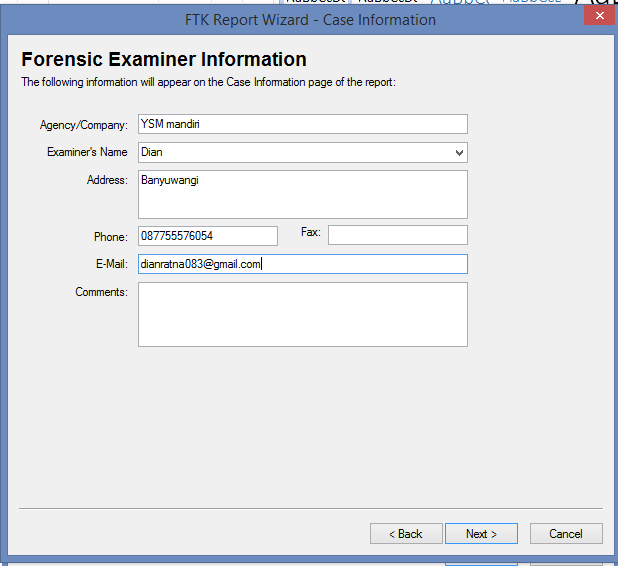 FTK Report Wizard - Case Information
Forensic Examiner Information
The following information will appear on the Case Information page of the report:
Agency/Company: YSM mandiri
Examiner's Name Dian
Address: Banyuwangi
Phone: 087755576054 Fax:
E-Mail: dianratna083@gmail.com
Comments:
< Back Next > Cancel